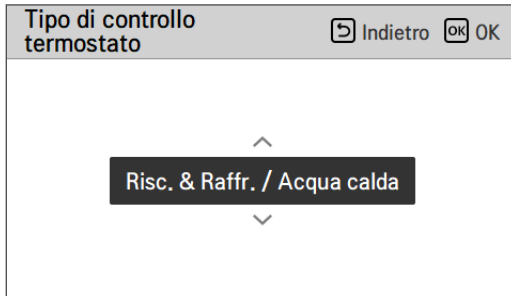 Tipo di controllo
termostato
Indietro OK OK
Risc. & Raffr. / Acqua calda